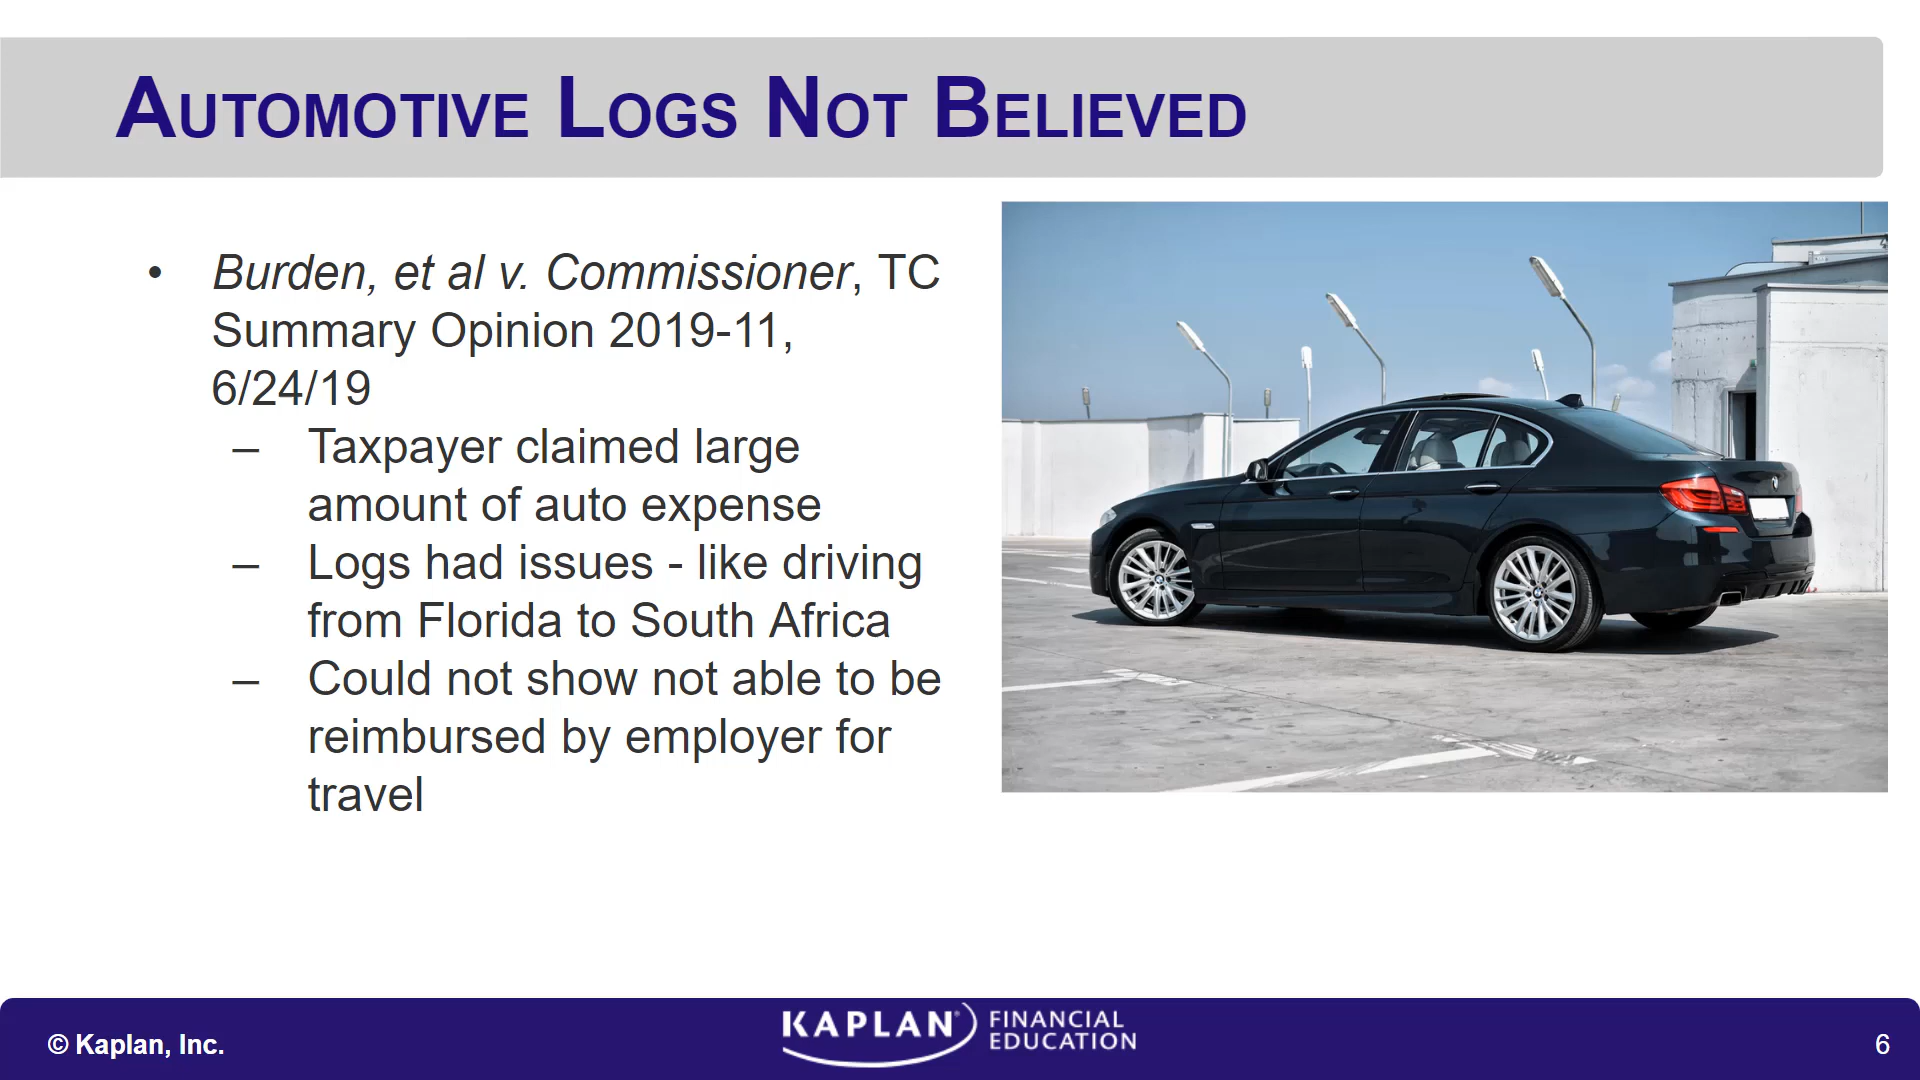 AUTOMOTIVE LOGS NOT BELIEVED
• Burden, et al v. Commissioner, TC
Summary Opinion 2019-11,
6/24/19
– Taxpayer claimed large
amount of auto expense
– Logs had issues - like driving
from Florida to South Africa
– Could not show not able to be
reimbursed by employer for
travel
© Kaplan, Inc.
KAPLAN
FINANCIAL
EDUCATION
6